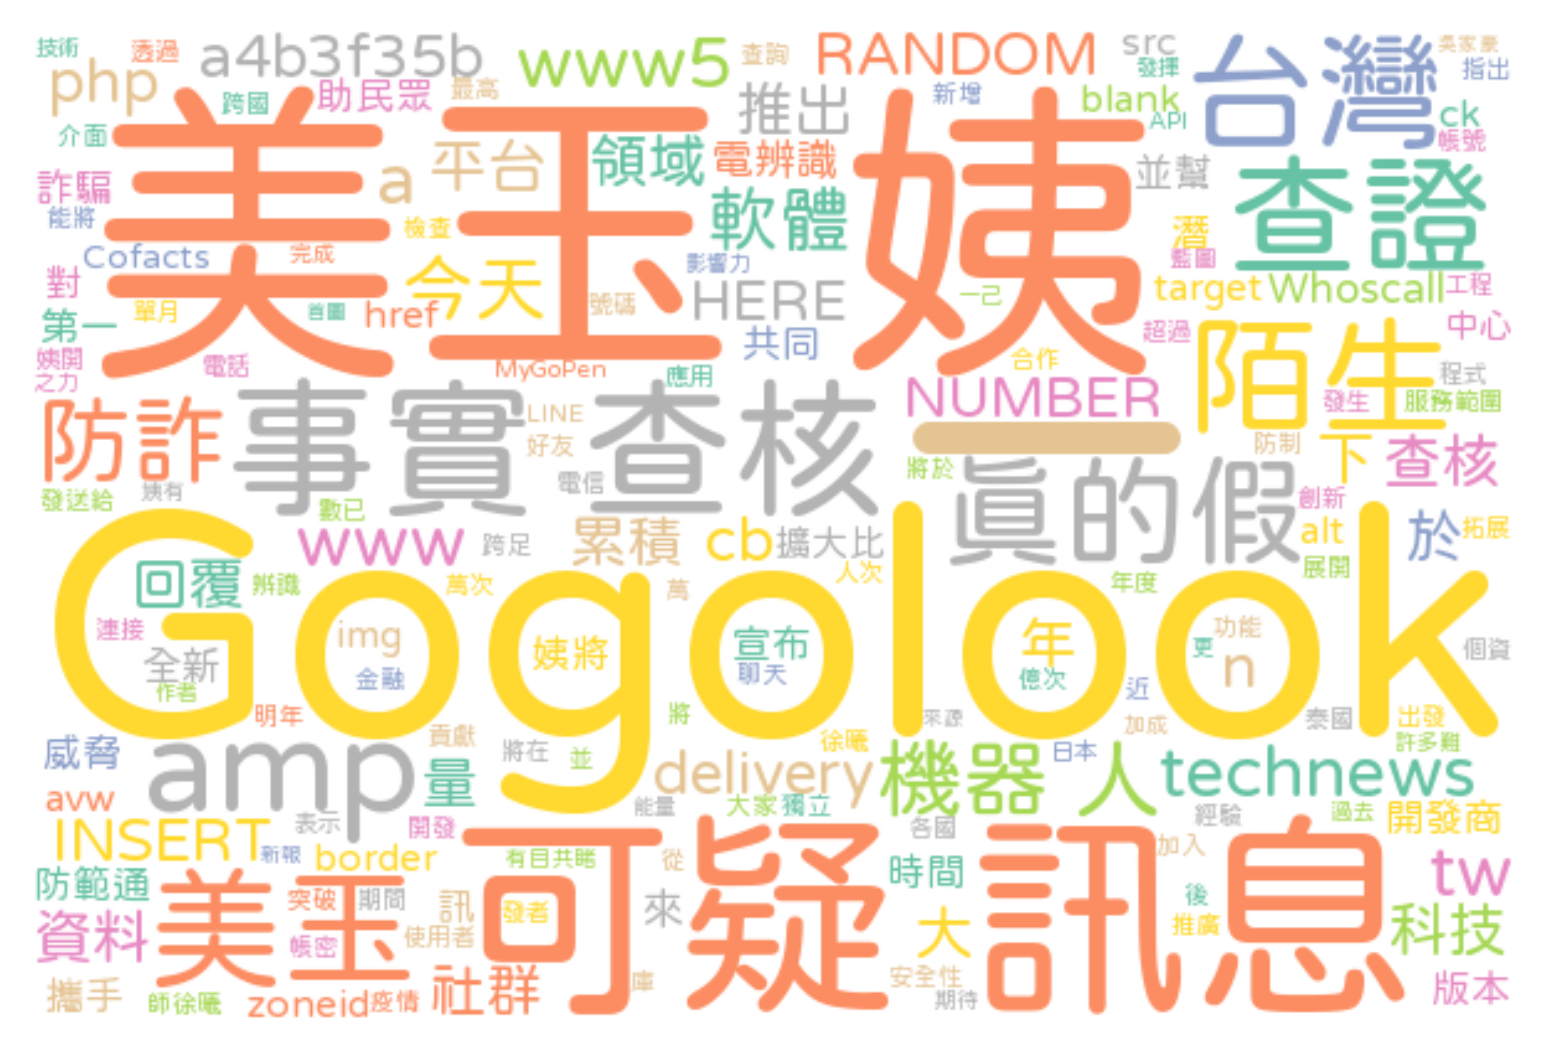 技術
透過
a4b3f35b
www5
查詢
RANDOM
src
發揮
台灣
吳家豪
指出
php
跨國
助民眾
最高
推出
新增
blank
API
ck
帳號
介面
美玉姨
a
平台
領域
電辨識
並幫
查證
詐騙
能將
檢查
軟體
潛
藍圖
Cofacts
完成
影響力
對
單月
首圖
href
今天
號碼
HERE
一己
target
Whoscall
工程
第一
共同
超過
陌生
中心
姨開
之力
電話
MyGoPen
應用
合作
程式
防詐
事實
查核
LINE
好友
NUMBER
一
發生
服務範圍
防制
下
查核
發送給
姨有
數已
電信
將於
真的假
創新
www
跨足
累積
cb
擴大比
alt
於
拓展
回覆
辨識
萬次
萬
人次
年度
展開
Gogolook
連接
img
姨將
宣布
年
功能
更
n
個資
全新
作者
金融
聊天
億次
近
明年
將
來源
加成
泰國
出發
許多難
威脅
amp
貢獻
將在
並
徐曦
日本
量
delivery
機器
人
technews
avw
表示
開發
能量
大家
獨立
各國
經驗
過去
開發商
INSERT
新報
border
有目共睹
從
可疑
訊息
加入
防範通
美玉
突破
期間
訊
發者
來
時間
後
tw
資料
帳密
使用者
大
推廣
科技
攜手
師徐曦
zoneid
疫情
社群
庫
安全性
期待
版本